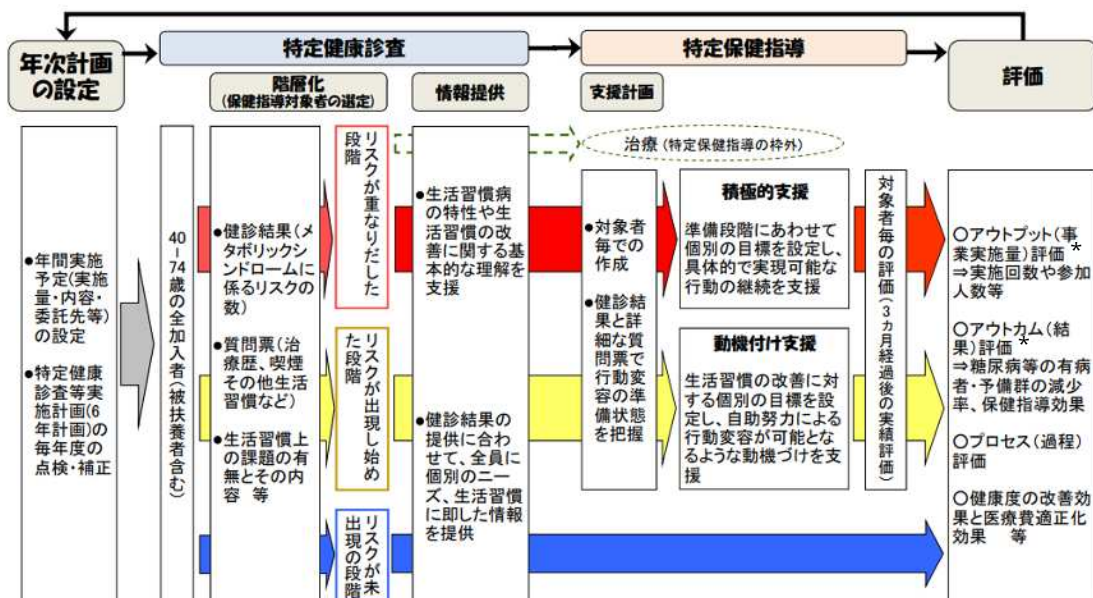 年次計画
の設定
特定健康診査
特定保健指導
評価
階層化
(保健指導対象者の選定)
情報提供
支援計画
●年間実施
予定(実施
量・内容・
委託先等)
の設定
●特定健康
診査等実
施計画(6
年計画)の
毎年度の
点検・補正
40－74歳の全加入者(被扶養者含む)
●健診結果(メ
タボリックシ
ンドロームに
係るリスクの
数)
●質問票(治
療歴、喫煙
その他生活
習慣など)
●生活習慣上
の課題の有
無とその内
容 等
リスクが重なりだした
段階
リスクが出現し始め
た段階
リスクが未
出現の段階
●生活習慣病
の特性や生
活習慣の改
善に関する基
本的な理解を
支援
●健診結果の
提供に合わ
せて、全員に
個別のニー
ズ、生活習慣
に即した情報
を提供
治療(特定保健指導の枠外)
●対象者
毎での
作成
●健診結
果と詳
細な質
問票で
行動変
容の準
備状態
を把握
積極的支援
準備段階にあわせて
個別の目標を設定し、
具体的で実現可能な
行動の継続を支援
動機付け支援
生活習慣の改善に対
する個別の目標を設
定し、自助努力による
行動変容が可能とな
るような動機づけを支
援
対象者毎の評価(3ヵ月経過後の実績評価)
○アウトプット(事
業実施量)評価*
⇒実施回数や参加
人数等
○アウトカム(結
果)評価*
⇒糖尿病等の有病
者・予備群の減少
率、保健指導効果
○プロセス(過程)
評価
○健康度の改善効
果と医療費適正化
効果 等